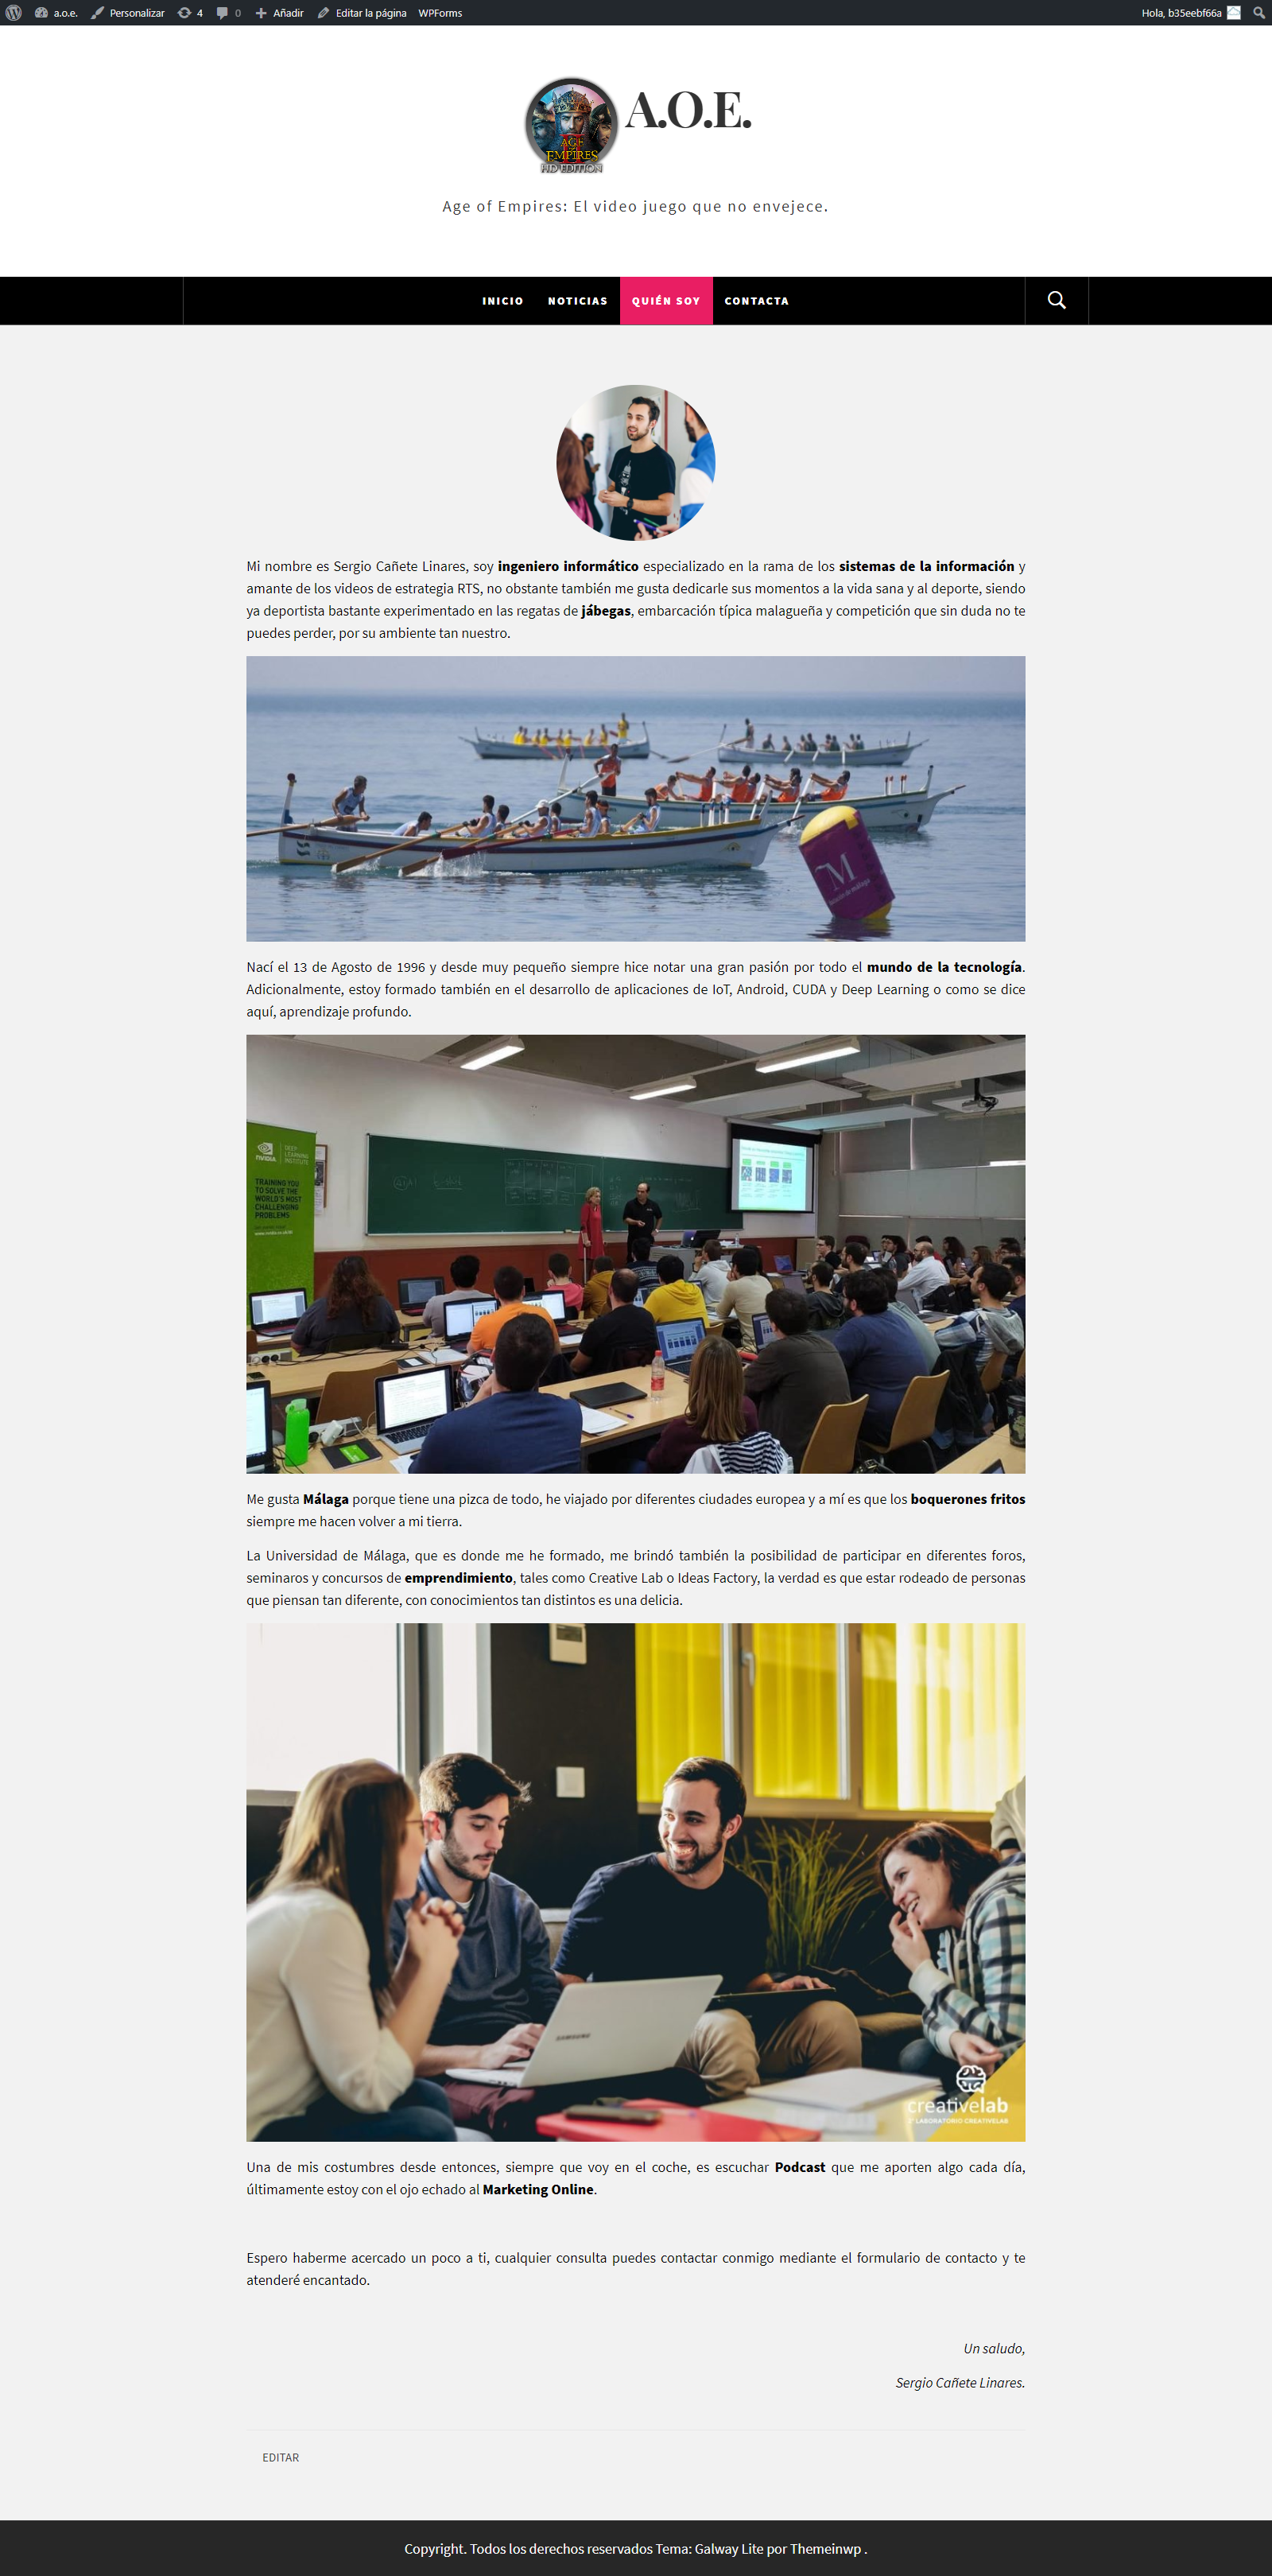 a.o.e. Personalizar 4 0 Añadir Editar la página WPForms Hola, b35eebf66a
AGE OF
EMPIRES
HD EDITION
A.O.E.
Age of Empires: El video juego que no envejece.
INICIO NOTICIAS QUIÉN SOY CONTACTA
Mi nombre es Sergio Cañete Linares, soy ingeniero informático especializado en la rama de los sistemas de la información y
amante de los videos de estrategia RTS, no obstante también me gusta dedicarle sus momentos a la vida sana y al deporte, siendo
ya deportista bastante experimentado en las regatas de jábegas, embarcación típica malagueña y competición que sin duda no te
puedes perder, por su ambiente tan nuestro.
M
Nací el 13 de Agosto de 1996 y desde muy pequeño siempre hice notar una gran pasión por todo el mundo de la tecnología.
Adicionalmente, estoy formado también en el desarrollo de aplicaciones de IoT, Android, CUDA y Deep Learning o como se dice
aquí, aprendizaje profundo.
NVIDIA
DEEP
LEARNING
INSTITUTE
TRAINING YOU
TO SOLVE THE
WORLD'S MOST
CHALLENGING
PROBLEMS
Me gusta Málaga porque tiene una pizca de todo, he viajado por diferentes ciudades europea y a mí es que los boquerones fritos
siempre me hacen volver a mi tierra.
La Universidad de Málaga, que es donde me he formado, me brindó también la posibilidad de participar en diferentes foros,
seminaros y concursos de emprendimiento, tales como Creative Lab o Ideas Factory, la verdad es que estar rodeado de personas
que piensan tan diferente, con conocimientos tan distintos es una delicia.
SAMSUNG
creativelab
LABORATORIO CREATIVELAB
Una de mis costumbres desde entonces, siempre que voy en el coche, es escuchar Podcast que me aporten algo cada día,
últimamente estoy con el ojo echado al Marketing Online.
Espero haberme acercado un poco a ti, cualquier consulta puedes contactar conmigo mediante el formulario de contacto y te
atenderé encantado.
Un saludo,
Sergio Cañete Linares.
EDITAR
Copyright. Todos los derechos reservados Tema: Galway Lite por Themeinwp .